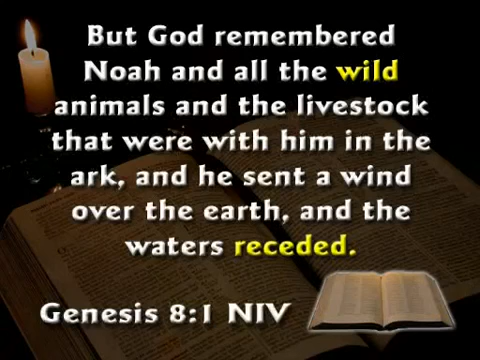 But God remembered
Noah and all the wild
animals and the livestock
that were with him in the
ark, and he sent a wind
over the earth, and the
waters receded.
Genesis 8:1 NIV